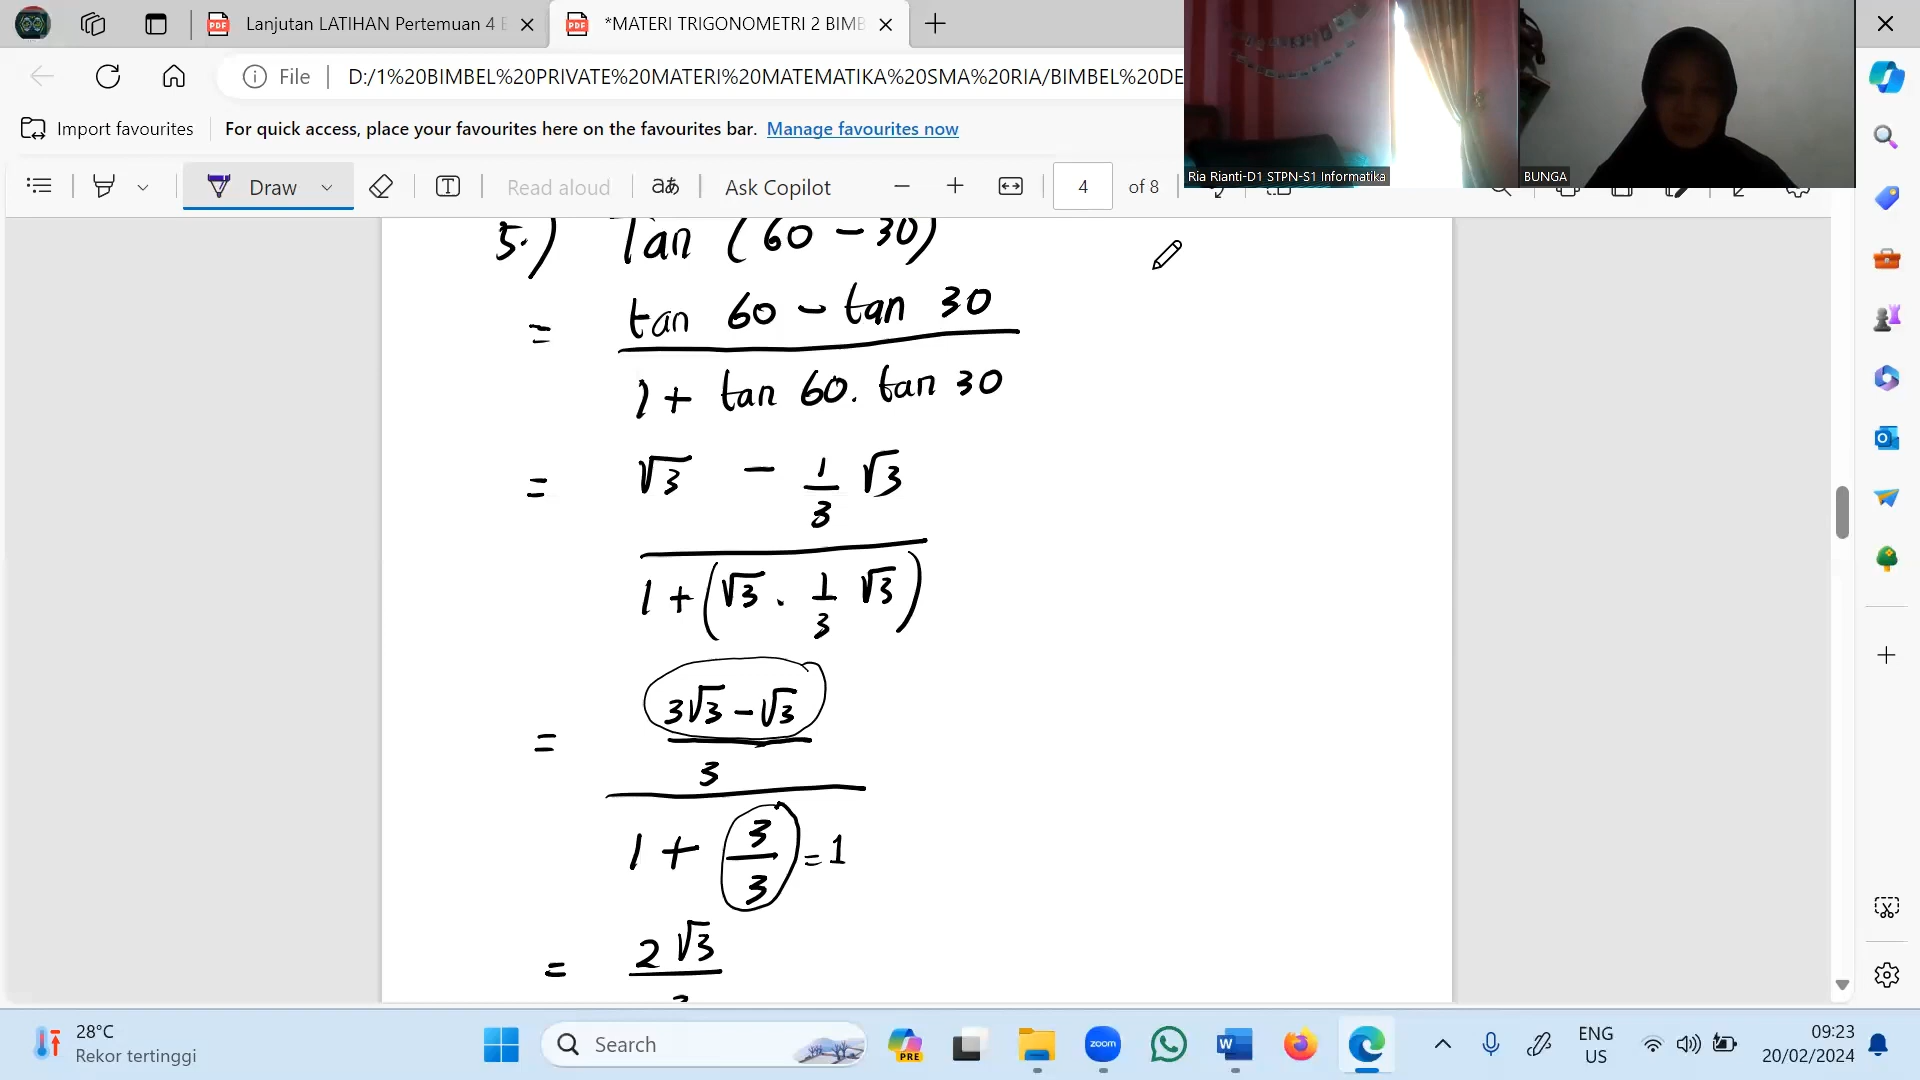 Lanjutan LATIHAN Pertemuan 4 B
*MATERI TRIGONOMETRI 2 BIMB
File
D:/1%20BIMBEL%20PRIVATE%20MATERI%20MATEMATIKA%20SMA%20RIA/BIMBEL%20DE
Import favourites
For quick access, place your favourites here on the favourites bar. Manage favourites now
Draw
Read aloud
aあ
Ask Copilot
4 of 8
Ria Rianti-D1 STPN-S1 Informatika
BUNGA
5.) Tan (60 - 30)
= tan 60 - tan 30
1 + tan 60. tan 30
= √3 - 1/3 √3
1 + (√3 . 1/3 √3)
= 3√3 - √3
3
1 + 3/3 = 1
= 2√3
28°C
Rekor tertinggi
Search
PRE
zoom
ENG
US
09:23
20/02/2024